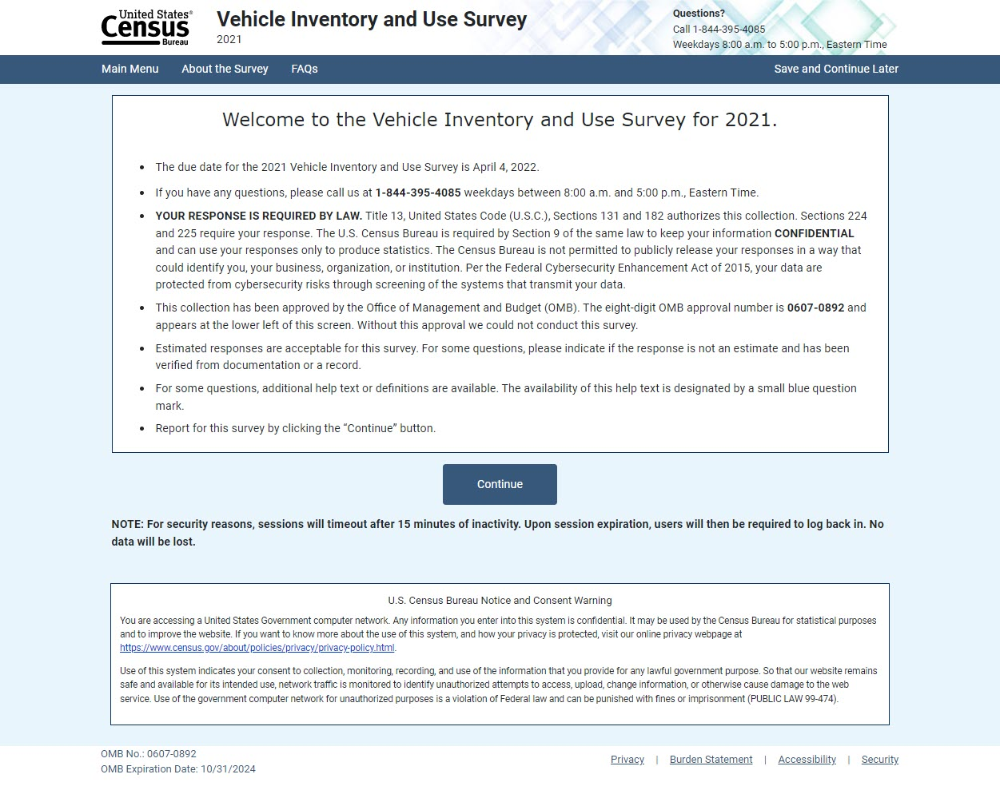 United States®
Census
Bureau
Vehicle Inventory and Use Survey
2021
Questions?
Call 1-844-395-4085
Weekdays 8:00 a.m. to 5:00 p.m., Eastern Time
Main Menu
About the Survey
FAQs
Save and Continue Later
Welcome to the Vehicle Inventory and Use Survey for 2021.
• The due date for the 2021 Vehicle Inventory and Use Survey is April 4, 2022.
• If you have any questions, please call us at 1-844-395-4085 weekdays between 8:00 a.m. and 5:00 p.m., Eastern Time.
• YOUR RESPONSE IS REQUIRED BY LAW. Title 13, United States Code (U.S.C.), Sections 131 and 182 authorizes this collection. Sections 224
and 225 require your response. The U.S. Census Bureau is required by Section 9 of the same law to keep your information CONFIDENTIAL
and can use your responses only to produce statistics. The Census Bureau is not permitted to publicly release your responses in a way that
could identify you, your business, organization, or institution. Per the Federal Cybersecurity Enhancement Act of 2015, your data are
protected from cybersecurity risks through screening of the systems that transmit your data.
• This collection has been approved by the Office of Management and Budget (OMB). The eight-digit OMB approval number is 0607-0892 and
appears at the lower left of this screen. Without this approval we could not conduct this survey.
• Estimated responses are acceptable for this survey. For some questions, please indicate if the response is not an estimate and has been
verified from documentation or a record.
• For some questions, additional help text or definitions are available. The availability of this help text is designated by a small blue question
mark.
• Report for this survey by clicking the “Continue” button.
Continue
NOTE: For security reasons, sessions will timeout after 15 minutes of inactivity. Upon session expiration, users will then be required to log back in. No
data will be lost.
U.S. Census Bureau Notice and Consent Warning
You are accessing a United States Government computer network. Any information you enter into this system is confidential. It may be used by the Census Bureau for statistical purposes
and to improve the website. If you want to know more about the use of this system, and how your privacy is protected, visit our online privacy webpage at
https://www.census.gov/about/policies/privacy/privacy-policy.html.
Use of this system indicates your consent to collection, monitoring, recording, and use of the information that you provide for any lawful government purpose. So that our website remains
safe and available for its intended use, network traffic is monitored to identify unauthorized attempts to access, upload, change information, or otherwise cause damage to the web
service. Use of the government computer network for unauthorized purposes is a violation of Federal law and can be punished with fines or imprisonment (PUBLIC LAW 99-474).
OMB No.: 0607-0892
OMB Expiration Date: 10/31/2024
Privacy | Burden Statement | Accessibility | Security